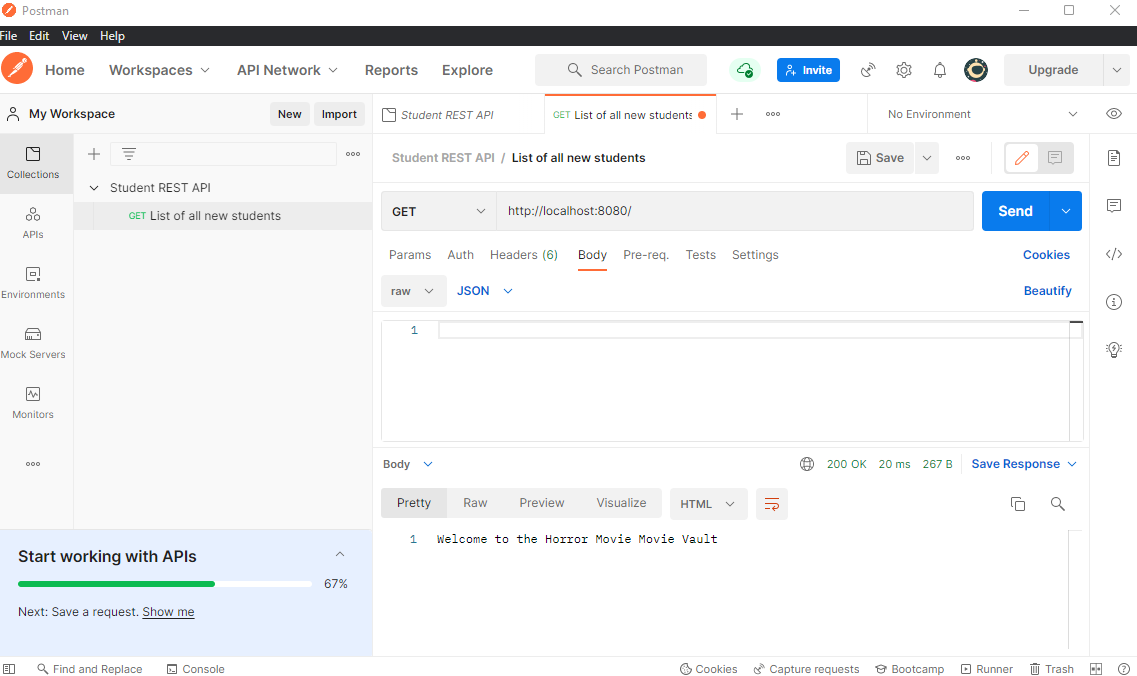 Postman
File Edit View Help
Home Workspaces API Network Reports Explore Search Postman Invite Upgrade
My Workspace New Import
Student REST API GET List of all new students No Environment
Collections
APIs
Environments
Mock Servers
Monitors
Student REST API
GET List of all new students
Student REST API / List of all new students Save
GET http://localhost:8080/ Send
Params Auth Headers (6) Body Pre-req. Tests Settings Cookies
raw JSON Beautify
1
Body 200 OK 20 ms 267 B Save Response
Pretty Raw Preview Visualize HTML
1 Welcome to the Horror Movie Movie Vault
Start working with APIs
67%
Next: Save a request. Show me
Find and Replace Console Cookies Capture requests Bootcamp Runner Trash